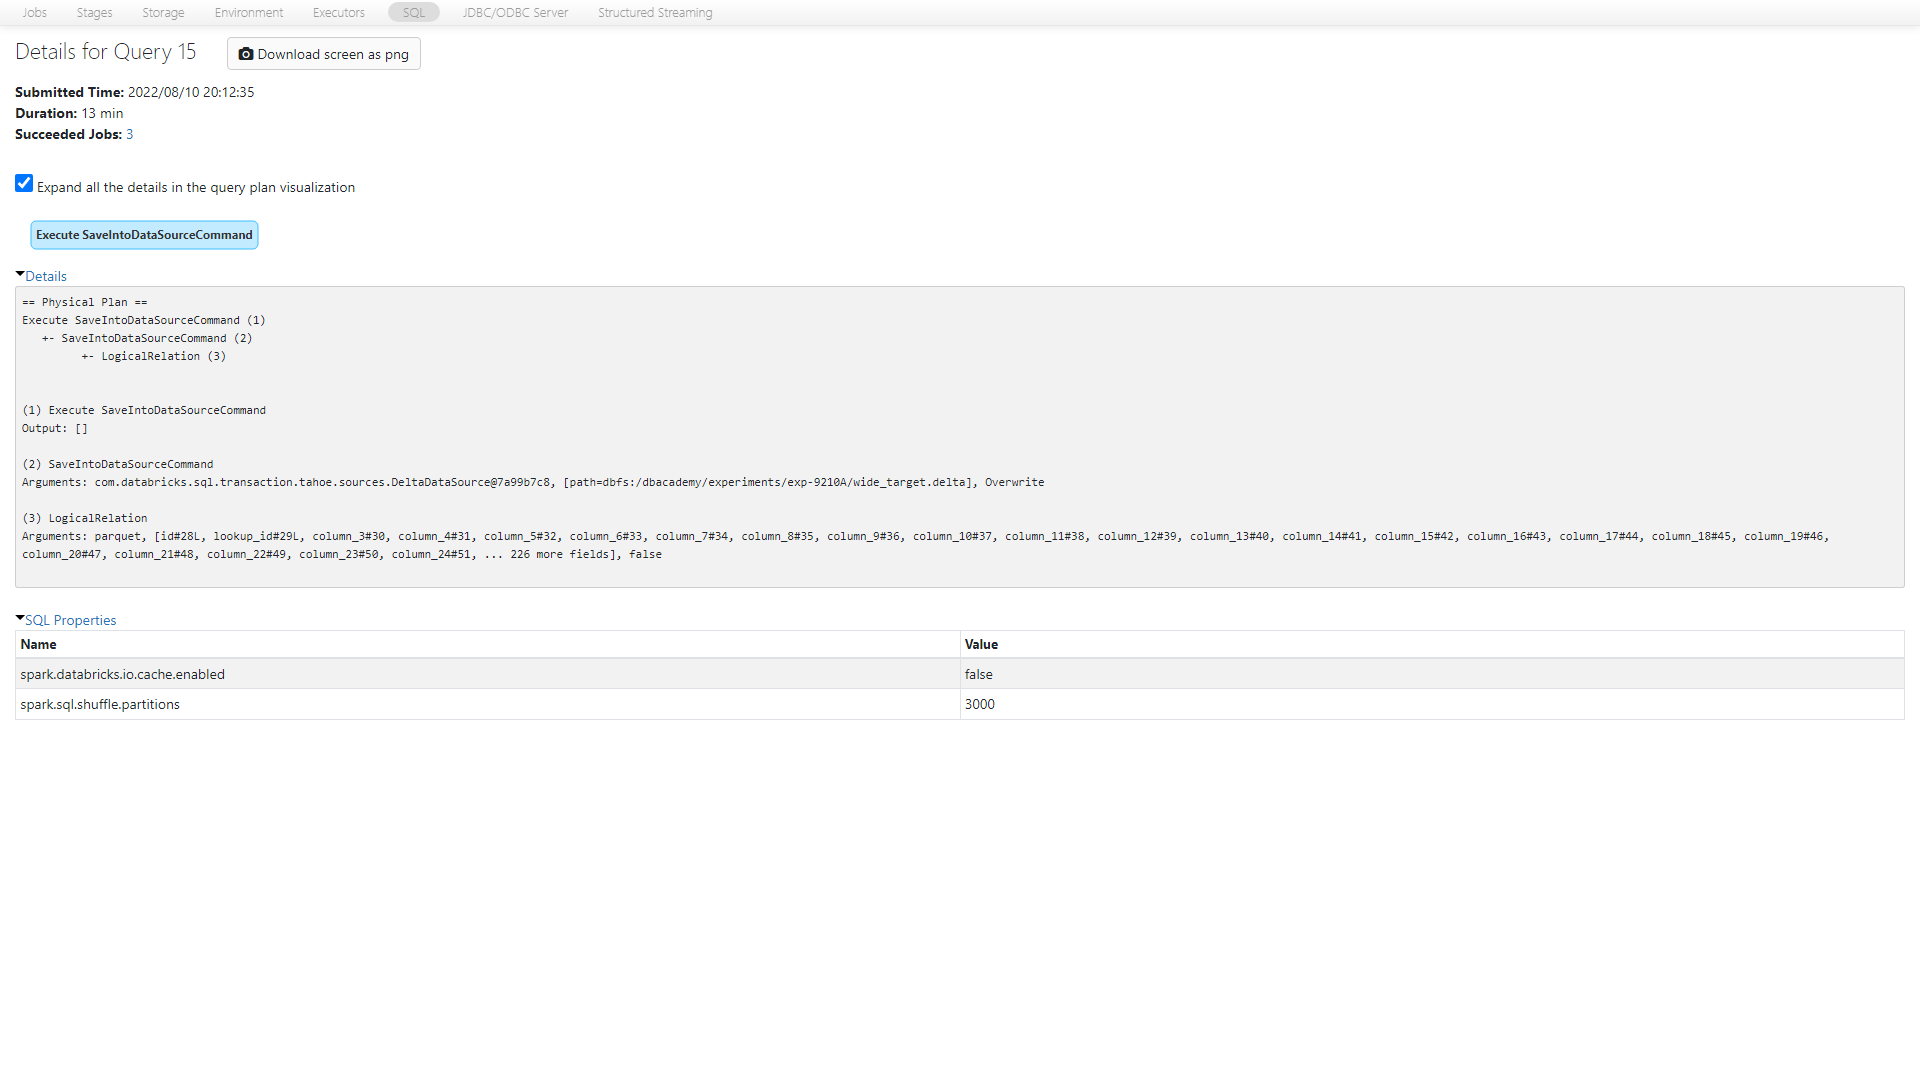 Jobs Stages Storage Environment Executors SQL JDBC/ODBC Server Structured Streaming
Details for Query 15 Download screen as png
Submitted Time: 2022/08/10 20:12:35
Duration: 13 min
Succeeded Jobs: 3
Expand all the details in the query plan visualization
Execute SaveIntoDataSourceCommand
Details
== Physical Plan ==
Execute SaveIntoDataSourceCommand (1)
+- SaveIntoDataSourceCommand (2)
+- LogicalRelation (3)
(1) Execute SaveIntoDataSourceCommand
Output: []
(2) SaveIntoDataSourceCommand
Arguments: com.databricks.sql.transaction.tahoe.sources.DeltaDataSource@7a99b7c8, [path=dbfs:/dbacademy/experiments/exp-9210A/wide_target.delta], Overwrite
(3) LogicalRelation
Arguments: parquet, [id#28L, lookup_id#29L, column_3#30, column_4#31, column_5#32, column_6#33, column_7#34, column_8#35, column_9#36, column_10#37, column_11#38, column_12#39, column_13#40, column_14#41, column_15#42, column_16#43, column_17#44, column_18#45, column_19#46,
column_20#47, column_21#48, column_22#49, column_23#50, column_24#51, ... 226 more fields], false
SQL Properties
Name Value
spark.databricks.io.cache.enabled false
spark.sql.shuffle.partitions 3000